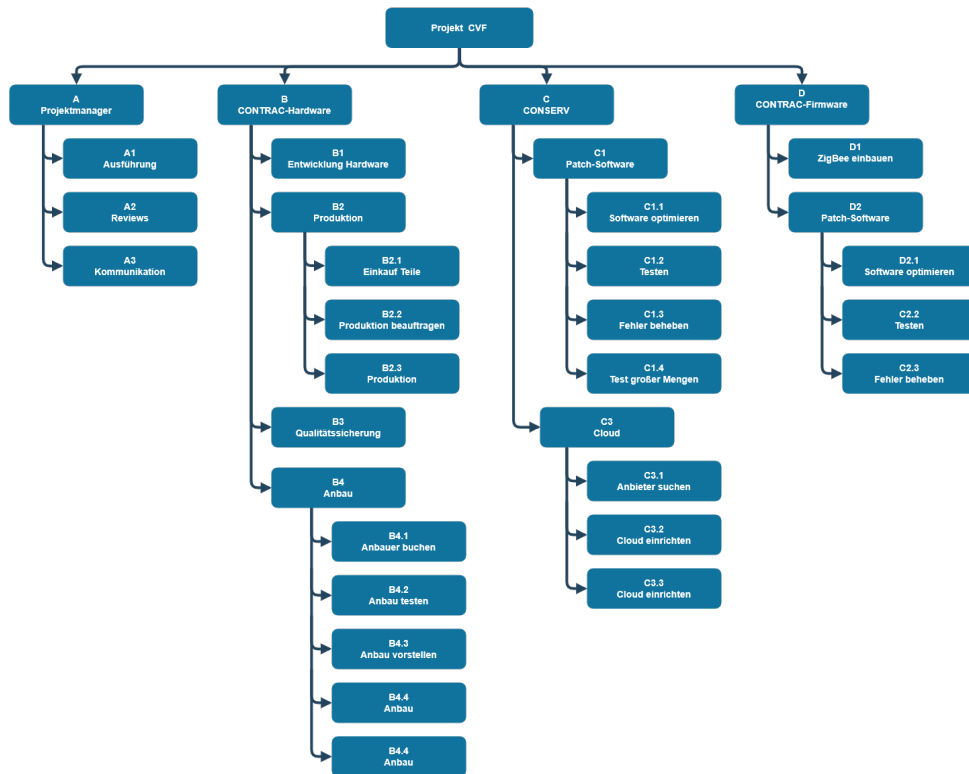 Projekt CVF
A
Projektmanager
A1
Ausführung
A2
Reviews
A3
Kommunikation
B
CONTRAC-Hardware
B1
Entwicklung Hardware
B2
Produktion
B2.1
Einkauf Teile
B2.2
Produktion beauftragen
B2.3
Produktion
B3
Qualitätssicherung
B4
Anbau
B4.1
Anbauer buchen
B4.2
Anbau testen
B4.3
Anbau vorstellen
B4.4
Anbau
B4.4
Anbau
C
CONSERV
C1
Patch-Software
C1.1
Software optimieren
C1.2
Testen
C1.3
Fehler beheben
C1.4
Test großer Mengen
C3
Cloud
C3.1
Anbieter suchen
C3.2
Cloud einrichten
C3.3
Cloud einrichten
D
CONTRAC-Firmware
D1
ZigBee einbauen
D2
Patch-Software
D2.1
Software optimieren
C2.2
Testen
C2.3
Fehler beheben